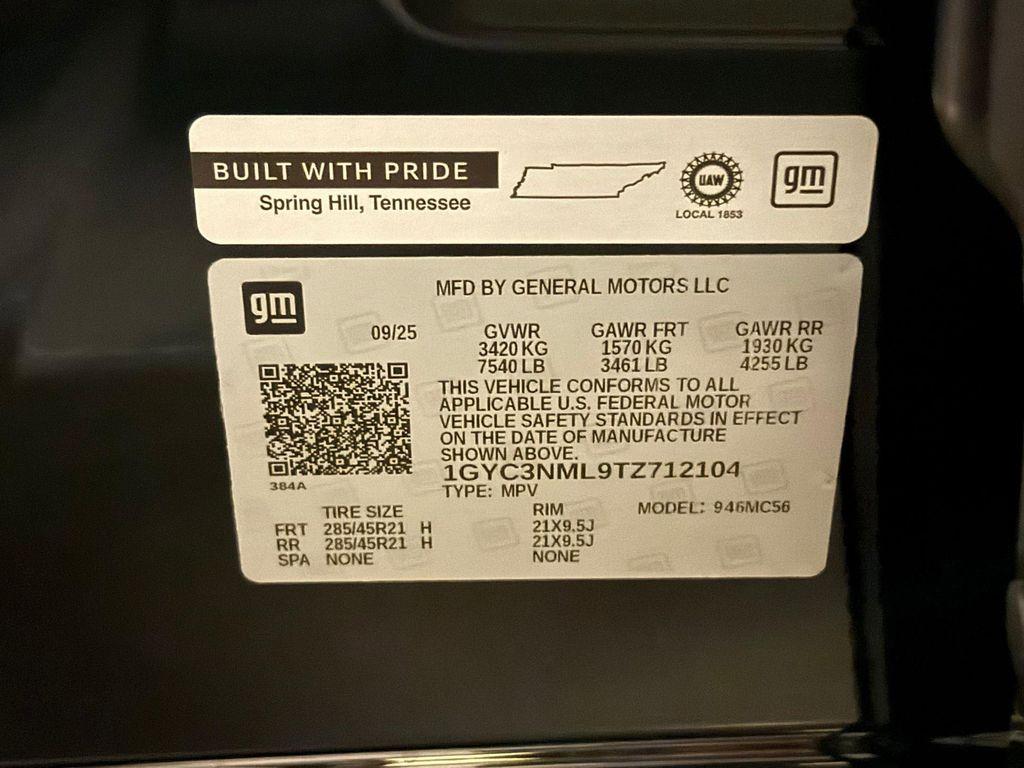 BUILT WITH PRIDE
Spring Hill, Tennessee
UAW
LOCAL 1853
gm
gm
MFD BY GENERAL MOTORS LLC
09/25 GVWR GAWR FRT GAWR RR
3420 KG 1570 KG 1930 KG
7540 LB 3461 LB 4255 LB
THIS VEHICLE CONFORMS TO ALL
APPLICABLE U.S. FEDERAL MOTOR
VEHICLE SAFETY STANDARDS IN EFFECT
ON THE DATE OF MANUFACTURE
SHOWN ABOVE.
1GYC3NML9TZ712104
384A
TYPE: MPV
TIRE SIZE RIM MODEL: 946MC56
FRT 285/45R21 H 21X9.5J
RR 285/45R21 H 21X9.5J
SPA NONE NONE